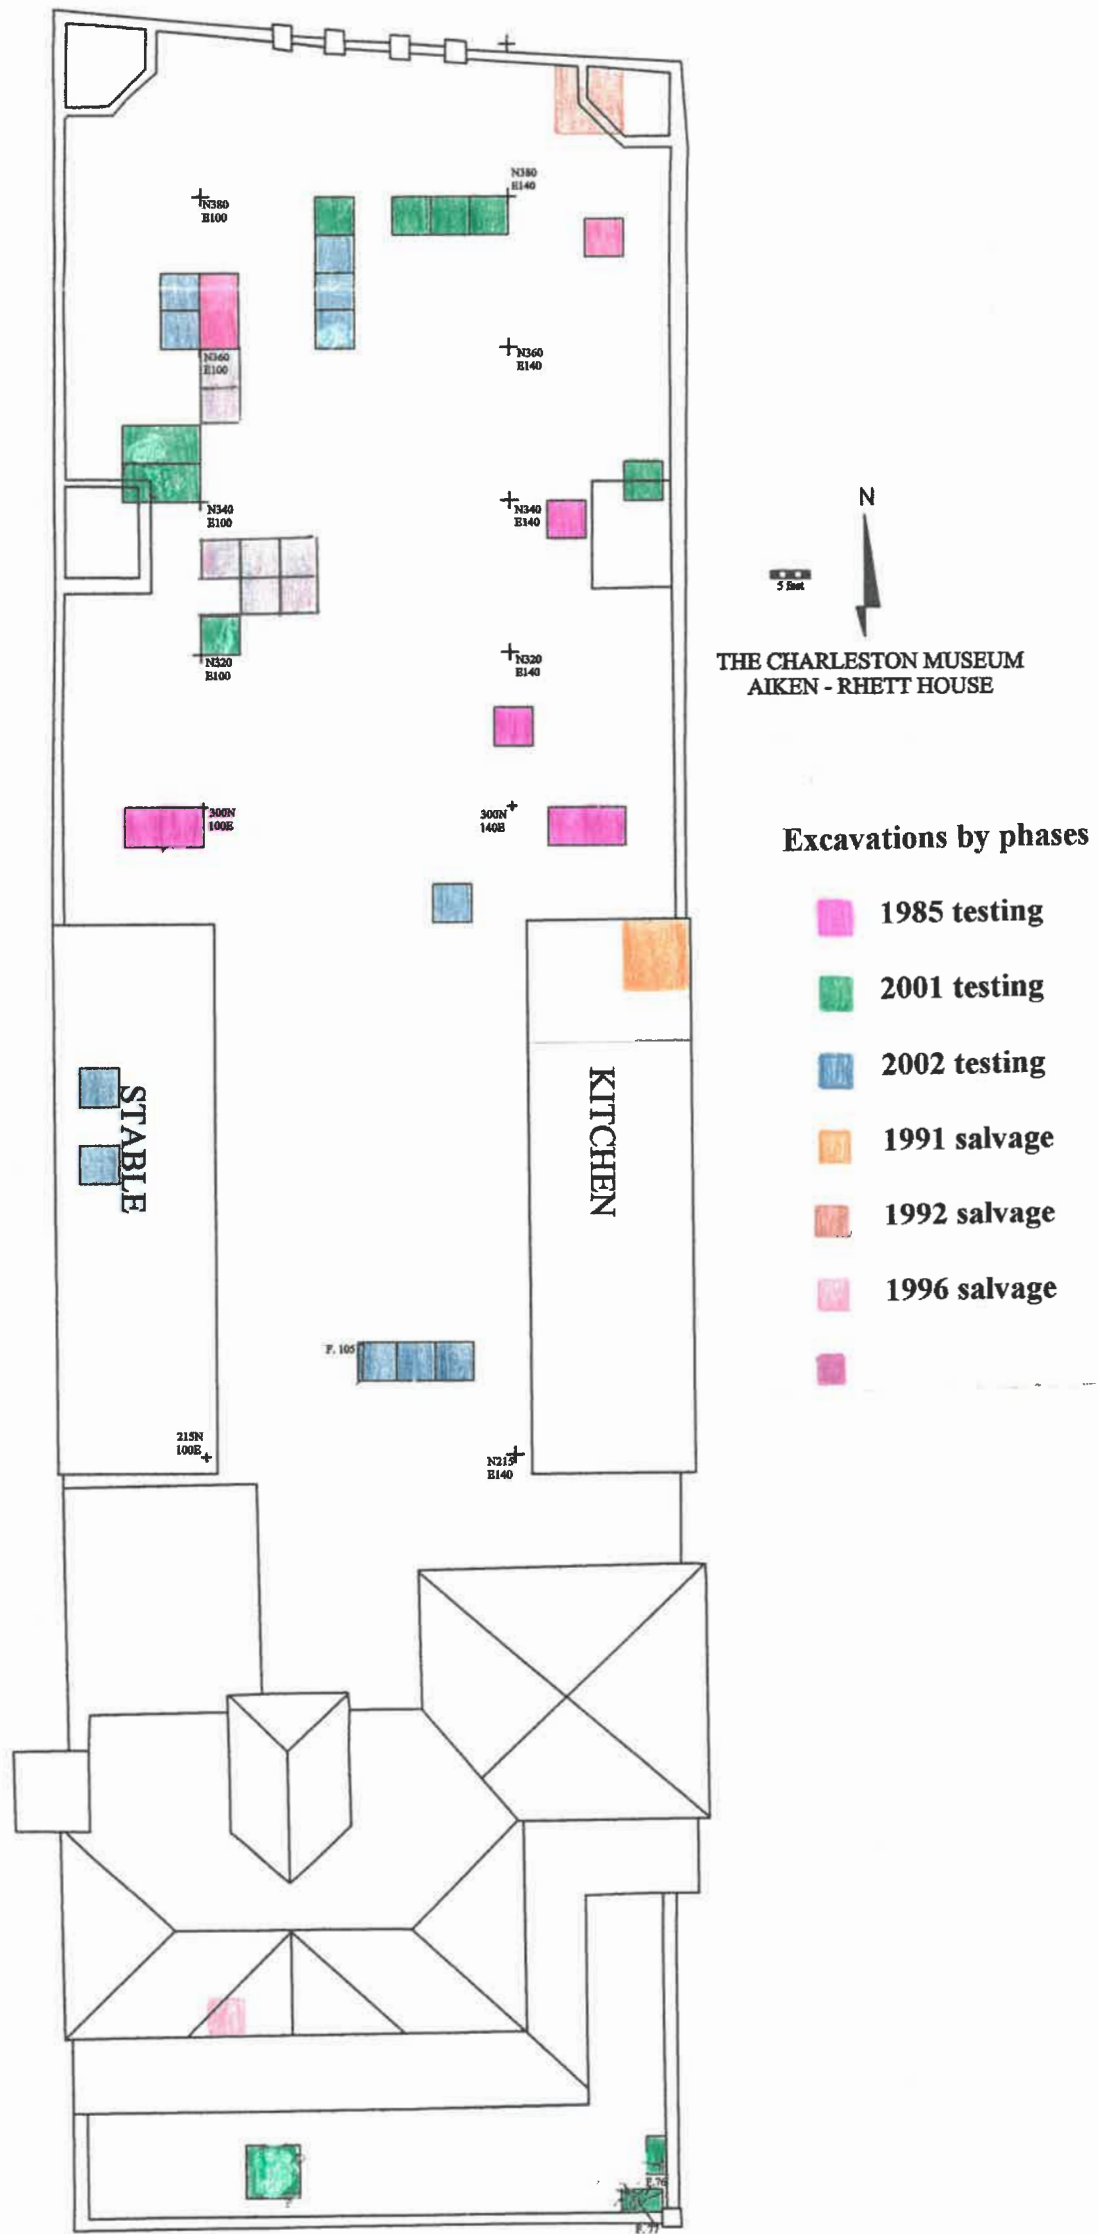 N380
E140
N380
E100
N360
E100
N360
E140
N340
E100
N340
E140
N
5 feet
THE CHARLESTON MUSEUM
AIKEN - RHETT HOUSE
N320
E100
N320
E140
300N
100E
300N
140E
Excavations by phases
1985 testing
2001 testing
2002 testing
1991 salvage
1992 salvage
1996 salvage
STABLE
KITCHEN
F. 105
215N
100E
N215
E140
F.76
F.77